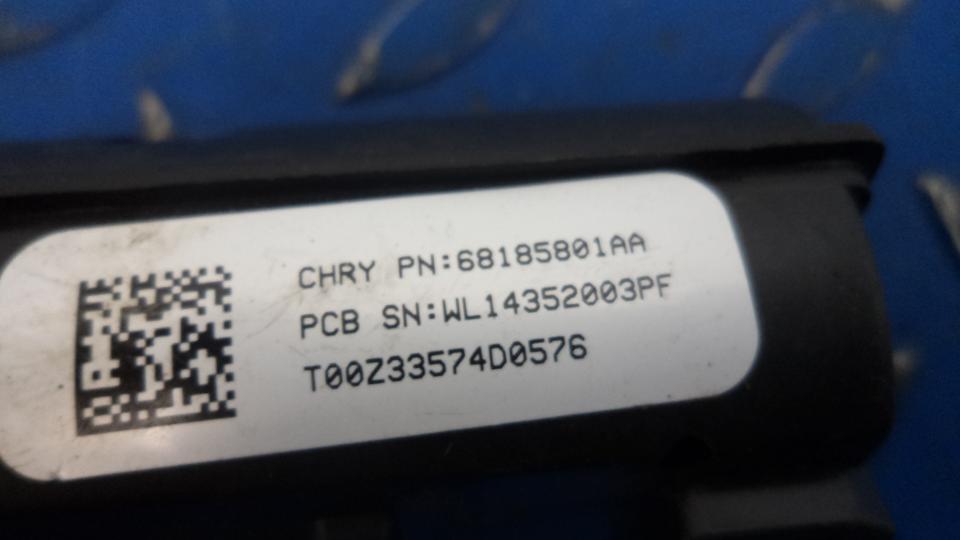 CHRY PN:68185801AA
PCB SN:WL14352003PF
T00Z33574D0576